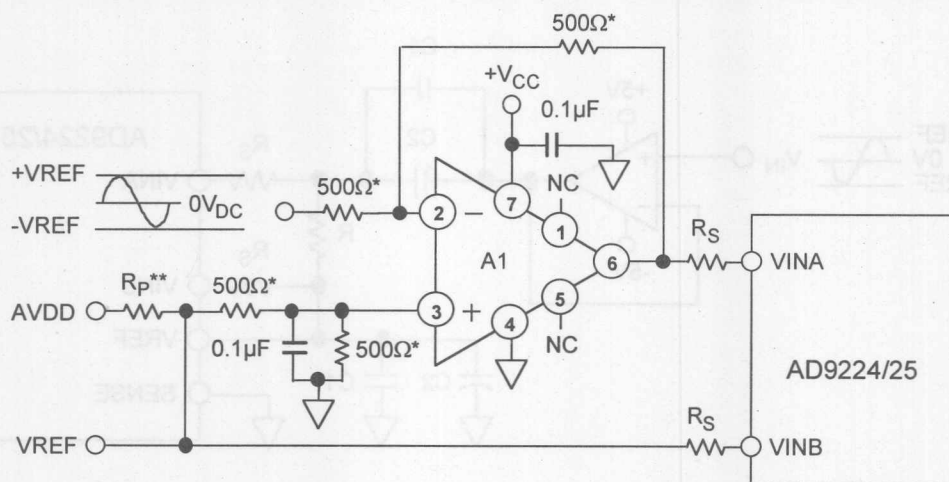 500Ω*
+VCC
0.1µF
+VREF
0VDC
-VREF
500Ω*
NC
2
−
7
1
A1
6
RS
VINA
AVDD
RP**
500Ω*
3
+
4
5
NC
0.1µF
500Ω*
AD9224/25
VREF
RS
VINB